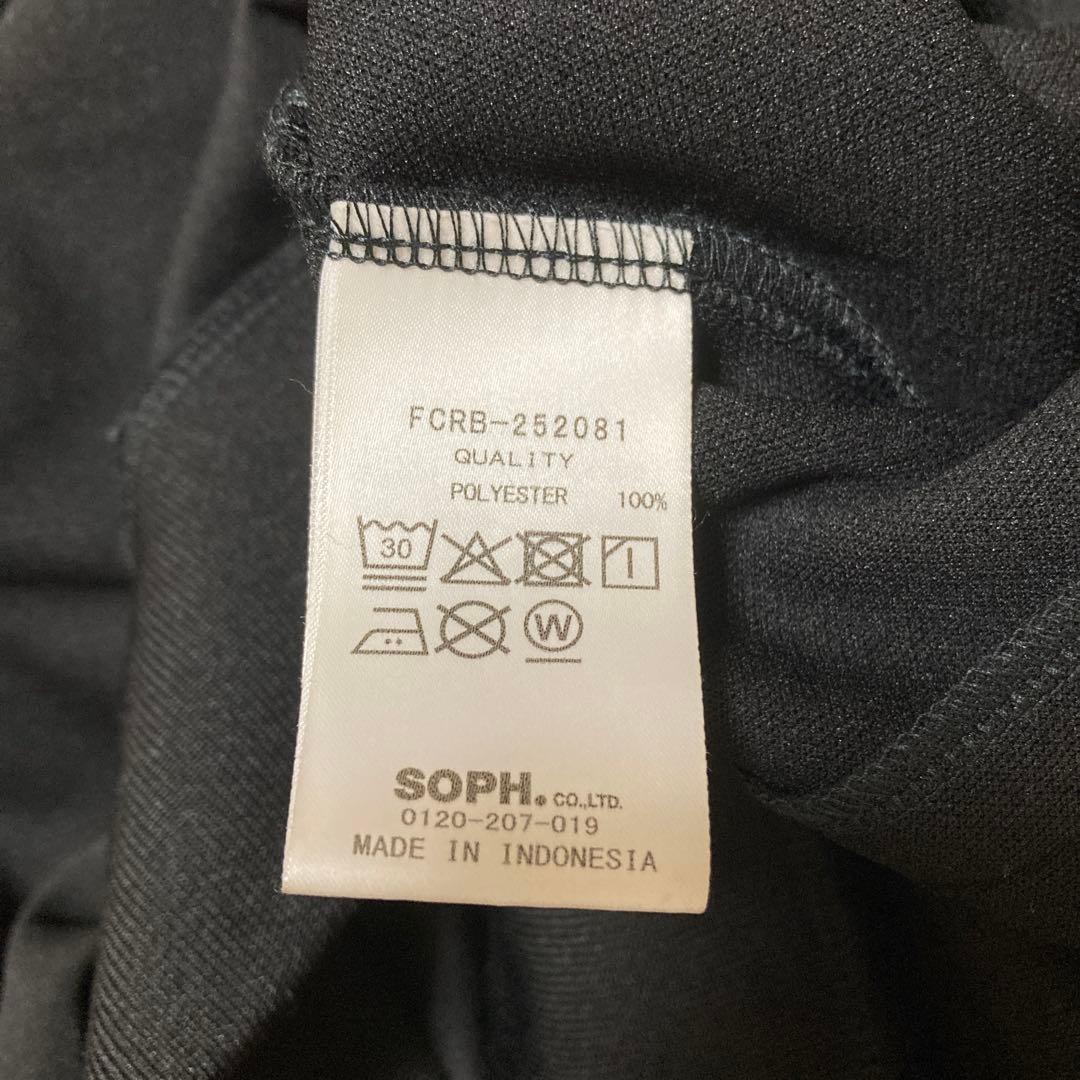 FCRB-252081
QUALITY
POLYESTER 100%
30
W
SOPH. CO.,LTD.
0120-207-019
MADE IN INDONESIA